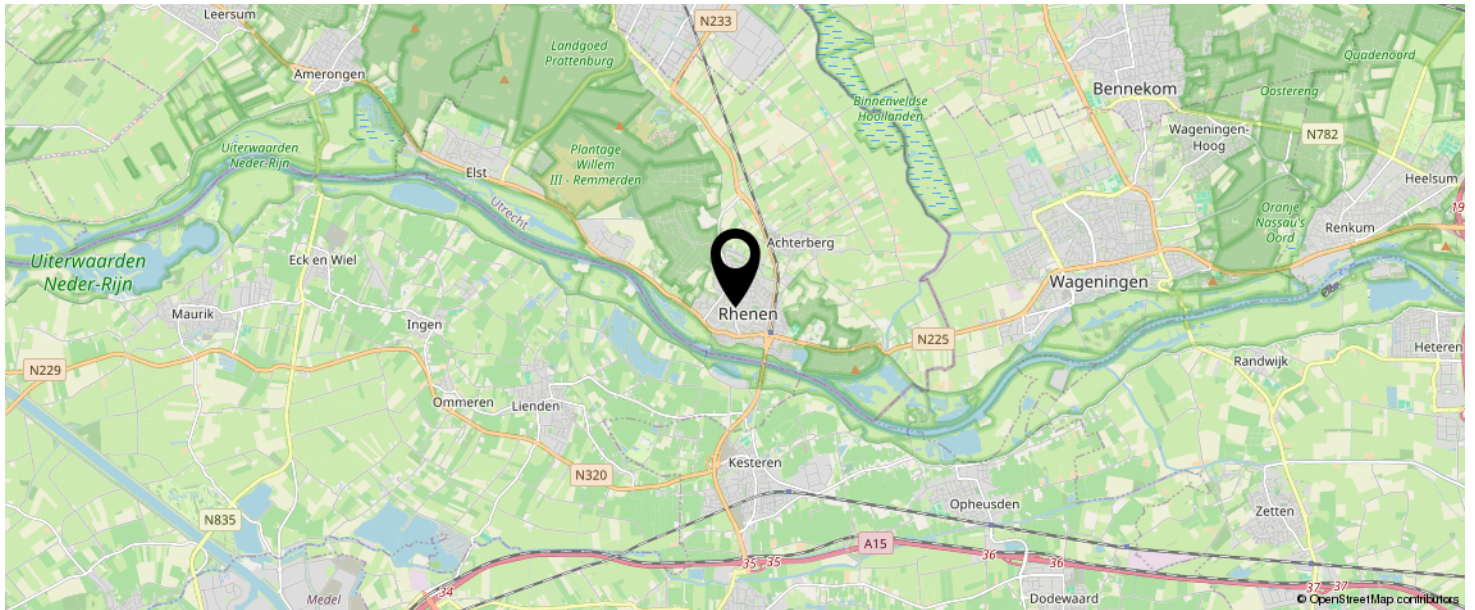 Leersum
N233
Landgoed
Prattenburg
Quadenoord
Amerongen
Bennekom
Oostereng
Binnenveldse
Hooilanden
Wageningen-
Hoog
N782
Uiterwaarden
Neder-Rijn
Plantage
Willem
III - Remmerden
Elst
Heelsum
19
Utrecht
Oranje
Nassau's
Oord
Renkum
Achterberg
Eck en Wiel
Uiterwaarden
Neder-Rijn
Wageningen
Maurik
Rhenen
Ingen
N225
Heteren
Randwijk
N229
Ommeren
Lienden
Kesteren
N320
Opheusden
Zetten
N835
A15
35
35
36
36
34
Medel
Dodewaard
37
37
© OpenStreetMap contributors